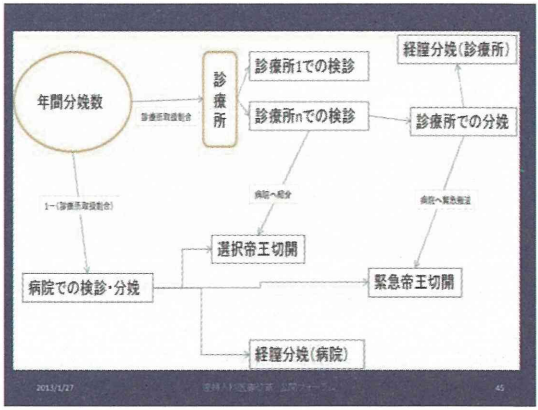 経膣分娩(診療所)
診療所1での検診
年間分娩数
診療所
診療所取扱割合
診療所nでの検診
診療所での分娩
病院へ紹介
病院へ緊急搬送
1-(診療所取扱割合)
選択帝王切開
病院での検診・分娩
緊急帝王切開
経膣分娩(病院)
2013/1/27
45